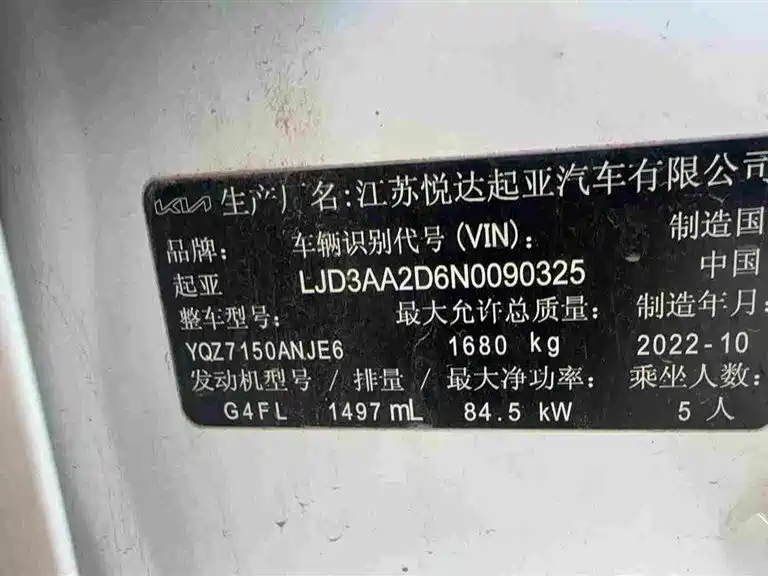 KIA 生产厂名：江苏悦达起亚汽车有限公司
品牌： 车辆识别代号(VIN)： 制造国
起亚 LJD3AA2D6N0090325 中国
整车型号： 最大允许总质量： 制造年月：
YQZ7150ANJE6 1680 kg 2022-10
发动机型号 / 排量 / 最大净功率： 乘坐人数：
G4FL 1497 mL 84.5 kW 5 人